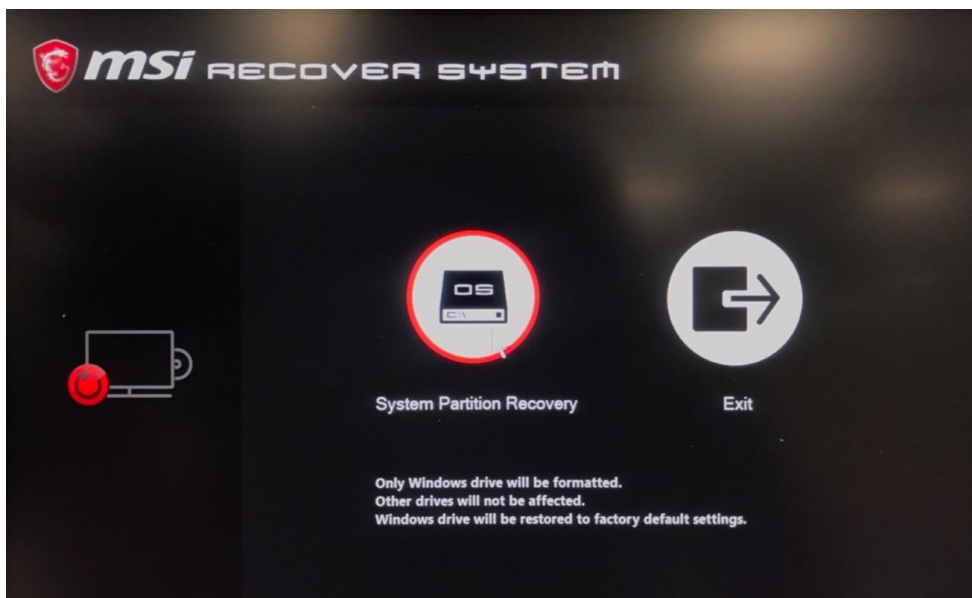 msi RECOVER SYSTEM
OS
C:\
System Partition Recovery
Exit
Only Windows drive will be formatted.
Other drives will not be affected.
Windows drive will be restored to factory default settings.